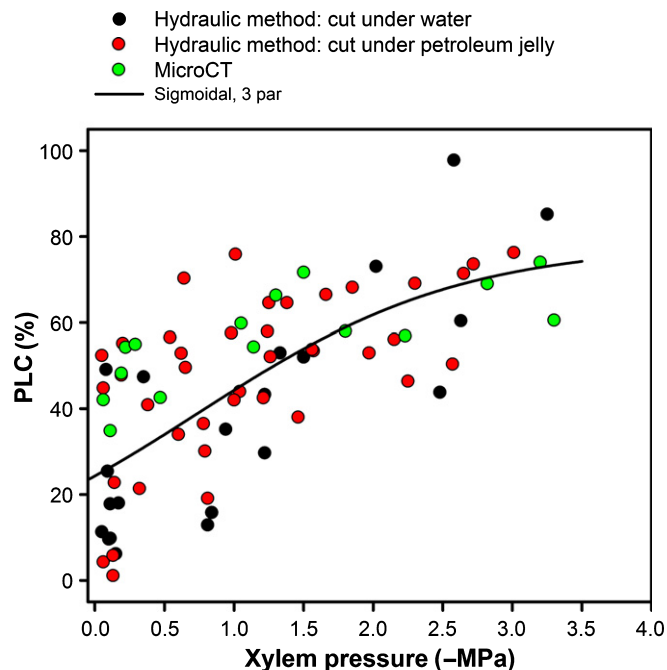 Hydraulic method: cut under water
Hydraulic method: cut under petroleum jelly
MicroCT
Sigmoidal, 3 par
100
80
60
40
20
0
PLC (%)
0.0 0.5 1.0 1.5 2.0 2.5 3.0 3.5 4.0
Xylem pressure (–MPa)